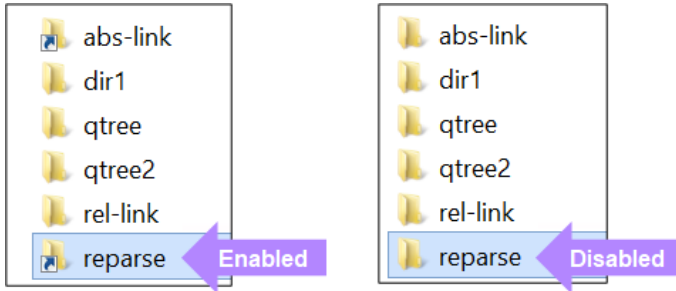 abs-link
dir1
qtree
qtree2
rel-link
reparse
Enabled
abs-link
dir1
qtree
qtree2
rel-link
reparse
Disabled